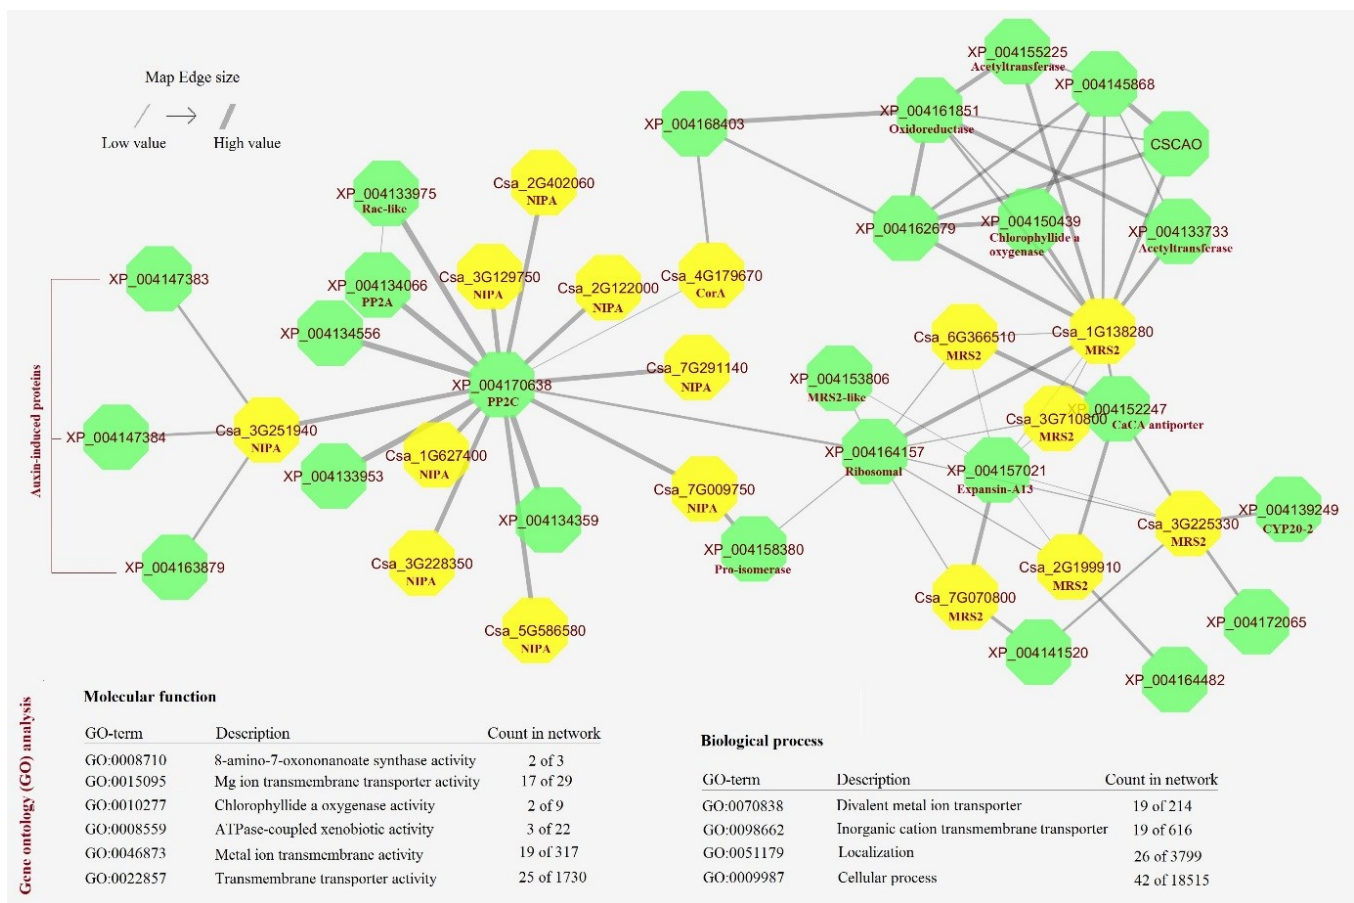 Map Edge size
Low value
High value
XP_004155225
Acetyltransferase
XP_004145868
XP_004161851
Oxidoreductase
XP_004168403
CSCAO
XP_004133975
Rac-like
Csa_2G402060
NIPA
XP_004162679
XP_004150439
Chlorophyllide a
oxygenase
XP_004133733
Acetyltransferase
XP_004147383
XP_004134066
PP2A
Csa_3G129750
NIPA
Csa_2G122000
NIPA
Csa_4G179670
CorA
XP_004134556
Csa_6G366510
MRS2
Csa_1G138280
MRS2
XP_004170638
PP2C
Csa_7G291140
NIPA
XP_004153806
MRS2-like
Csa_3G710800
MRS2
XP_004152247
CaCA antiporter
Auxin-induced proteins
XP_004147384
Csa_3G251940
NIPA
XP_004133953
Csa_1G627400
NIPA
XP_004164157
Ribosomal
XP_004157021
Expansin-A13
Csa_7G009750
NIPA
XP_004134359
Csa_3G225330
MRS2
XP_004139249
CYP20-2
XP_004163879
Csa_3G228350
NIPA
XP_004158380
Pro-isomerase
Csa_2G199910
MRS2
Csa_7G070800
MRS2
Csa_5G586580
NIPA
XP_004172065
XP_004141520
XP_004164482
Gene ontology (GO) analysis
Molecular function
GO-term Description Count in network
GO:0008710 8-amino-7-oxononanoate synthase activity 2 of 3
GO:0015095 Mg ion transmembrane transporter activity 17 of 29
GO:0010277 Chlorophyllide a oxygenase activity 2 of 9
GO:0008559 ATPase-coupled xenobiotic activity 3 of 22
GO:0046873 Metal ion transmembrane activity 19 of 317
GO:0022857 Transmembrane transporter activity 25 of 1730
Biological process
GO-term Description Count in network
GO:0070838 Divalent metal ion transporter 19 of 214
GO:0098662 Inorganic cation transmembrane transporter 19 of 616
GO:0051179 Localization 26 of 3799
GO:0009987 Cellular process 42 of 18515